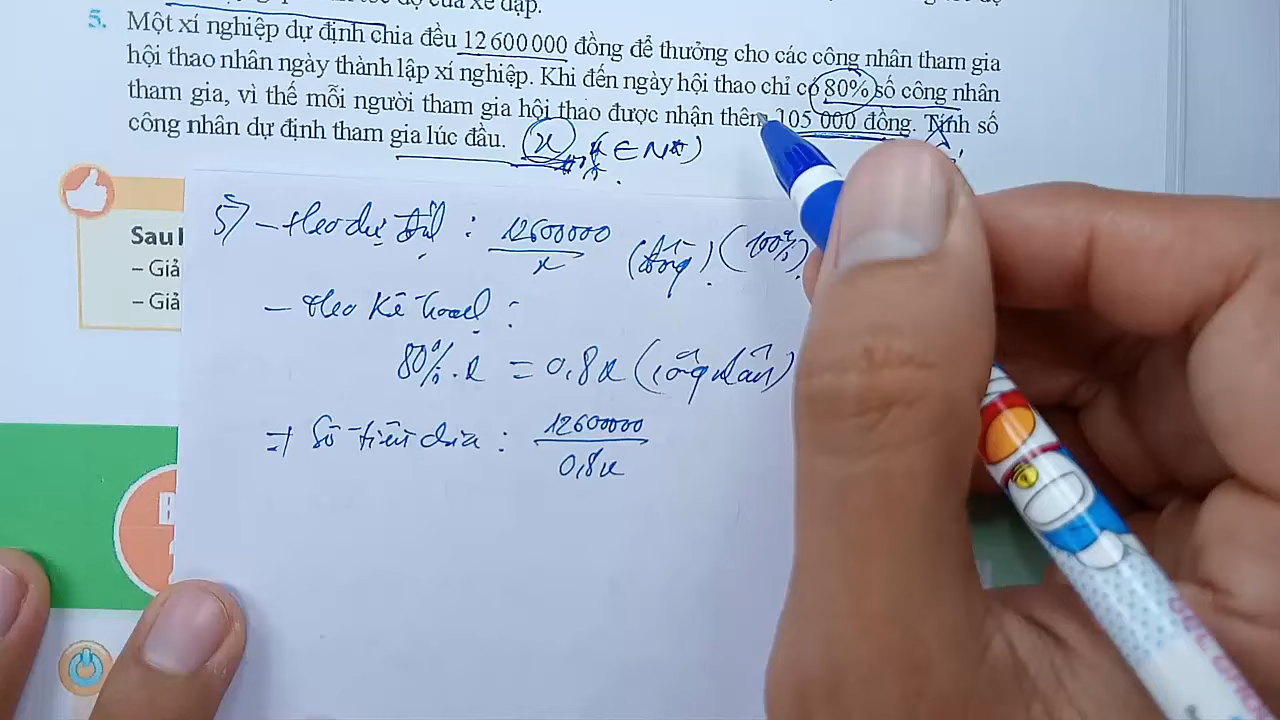 của xe đạp.
5. Một xí nghiệp dự định chia đều 12 600 000 đồng để thưởng cho các công nhân tham gia
hội thao nhân ngày thành lập xí nghiệp. Khi đến ngày hội thao chỉ có 80% số công nhân
tham gia, vì thế mỗi người tham gia hội thao được nhận thêm 105 000 đồng. Tính số
công nhân dự định tham gia lúc đầu. x ∈ N*)
5) - theo dự định : 12600000 / x (đồng) (100%)
Sau
– Giả
– Giả
- theo kế hoạch :
80%.x = 0,8x (công nhân)
=> Số tiền chia : 12600000 / 0,8x